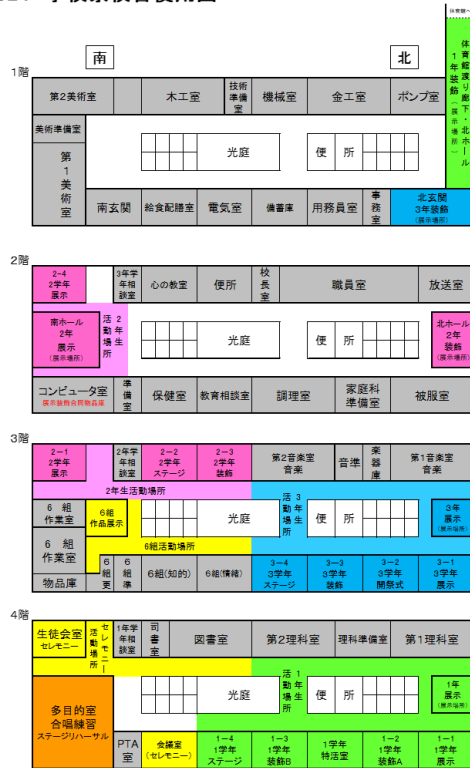 南
北
1階
第2美術室
木工室
技術
準備
室
機械室
金工室
ポンプ室
体育館渡り廊下・北ホール
1年装飾
(展示場所)
美術準備室
第1美術室
光庭
便 所
南玄関
給食配膳室
電気室
備蓄庫
用務員室
事務室
北玄関
3年装飾
(展示場所)
2階
2-4
2学年
展示
3年学
年相
談室
心の教室
便所
校長室
職員室
放送室
南ホール
2年
展示
(展示場所)
2年生
活動場所
光庭
北ホール
2年
装飾
(展示場所)
コンピュータ室
展示装飾合同物品庫
準備室
保健室
教育相談室
調理室
家庭科
準備室
被服室
3階
2-1
2学年
展示
2年学
年相
談室
2-2
2学年
ステージ
2-3
2学年
装飾
第2音楽室
音楽
音準
楽器庫
第1音楽室
音楽
2年生活動場所
6 組
作業室
6組
作品展示
光庭
3年生
活動場所
便 所
3年
展示
(展示場所)
6 組
作業室
6組活動場所
物品庫
6組更
6組準
6組(知的)
6組(情緒)
3-4
3学年
ステージ
3-3
3学年
装飾
3-2
3学年
開祭式
3-1
3学年
展示
4階
生徒会室
セレモニー
セレモニー
活動場所
1年学
年相
談室
司書室
図書室
第2理科室
理科準備室
第1理科室
多目的室
合唱練習
ステージリハーサル
光庭
1年生
活動場所
便 所
1年
展示
(展示場所)
PTA
室
会議室
(セレモニー)
1-4
1学年
ステージ
1-3
1学年
装飾B
1学年
特活室
1-2
1学年
装飾A
1-1
1学年
展示